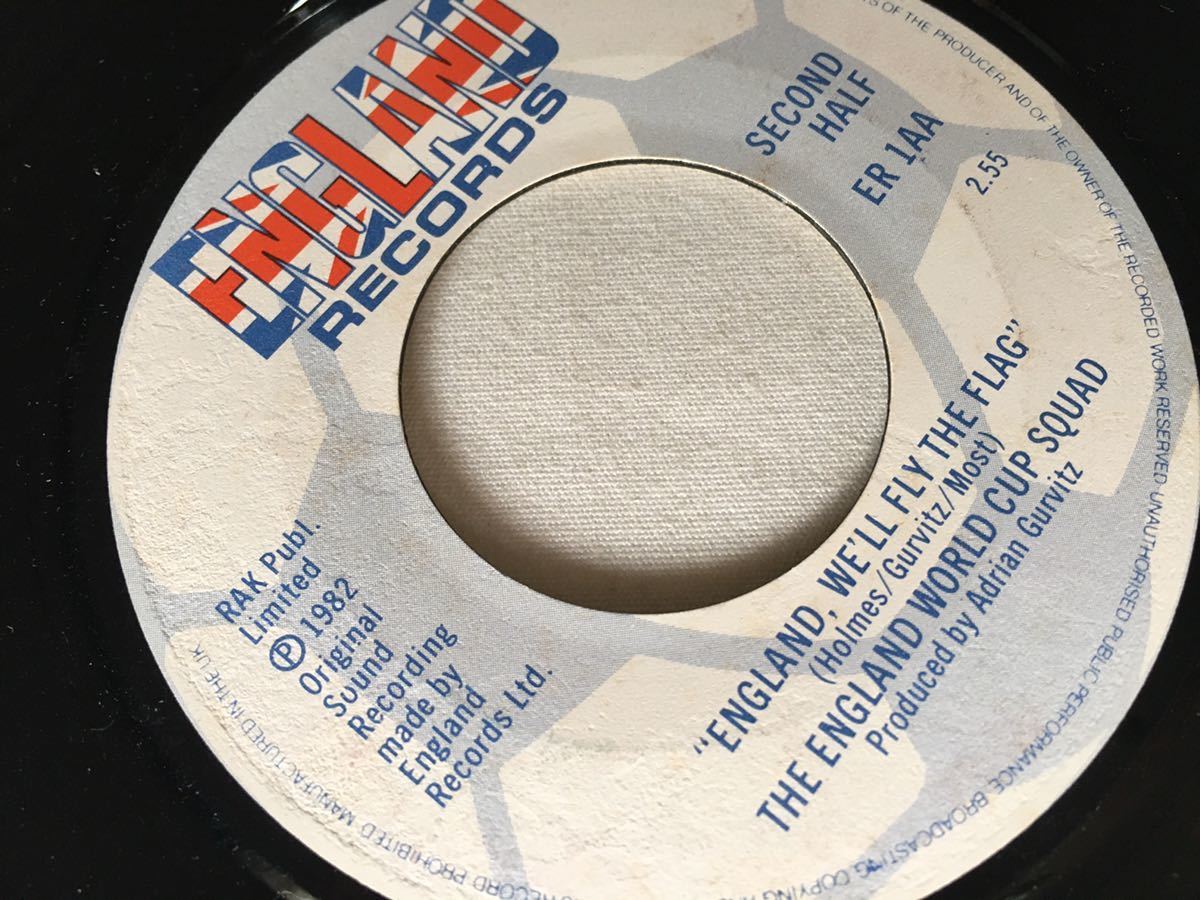 ENGLAND
RECORDS
SECOND
HALF
ER 1AA
2.55
RAK Publ.
Limited
Ⓟ 1982
Original
Sound
Recording
made by
England
Records Ltd.
"ENGLAND, WE'LL FLY THE FLAG"
(Holmes/Gurvitz/Most)
THE ENGLAND WORLD CUP SQUAD
Produced by Adrian Gurvitz
OF THE PRODUCER AND OF THE OWNER OF THE RECORDED WORK RESERVED UNAUTHORISED PUBLIC PERFORMANCE BROADCASTING COPYING
RECORD PROHIBITED MANUFACTURED IN THE UK